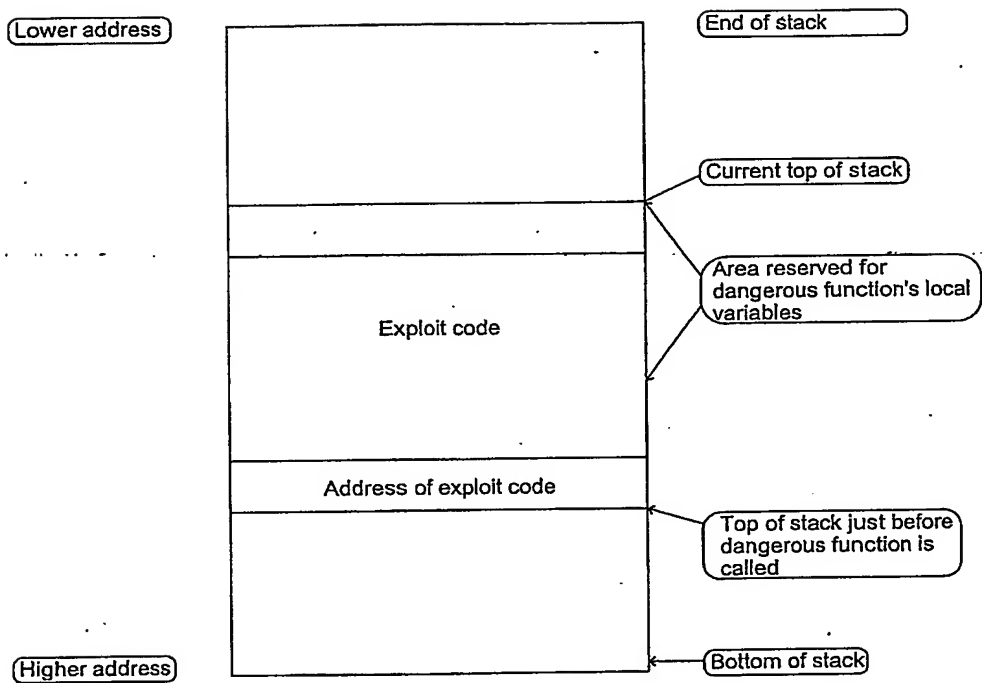 Lower address
End of stack
Current top of stack
Area reserved for
dangerous function's local
variables
Exploit code
Address of exploit code
Top of stack just before
dangerous function is
called
Higher address
Bottom of stack